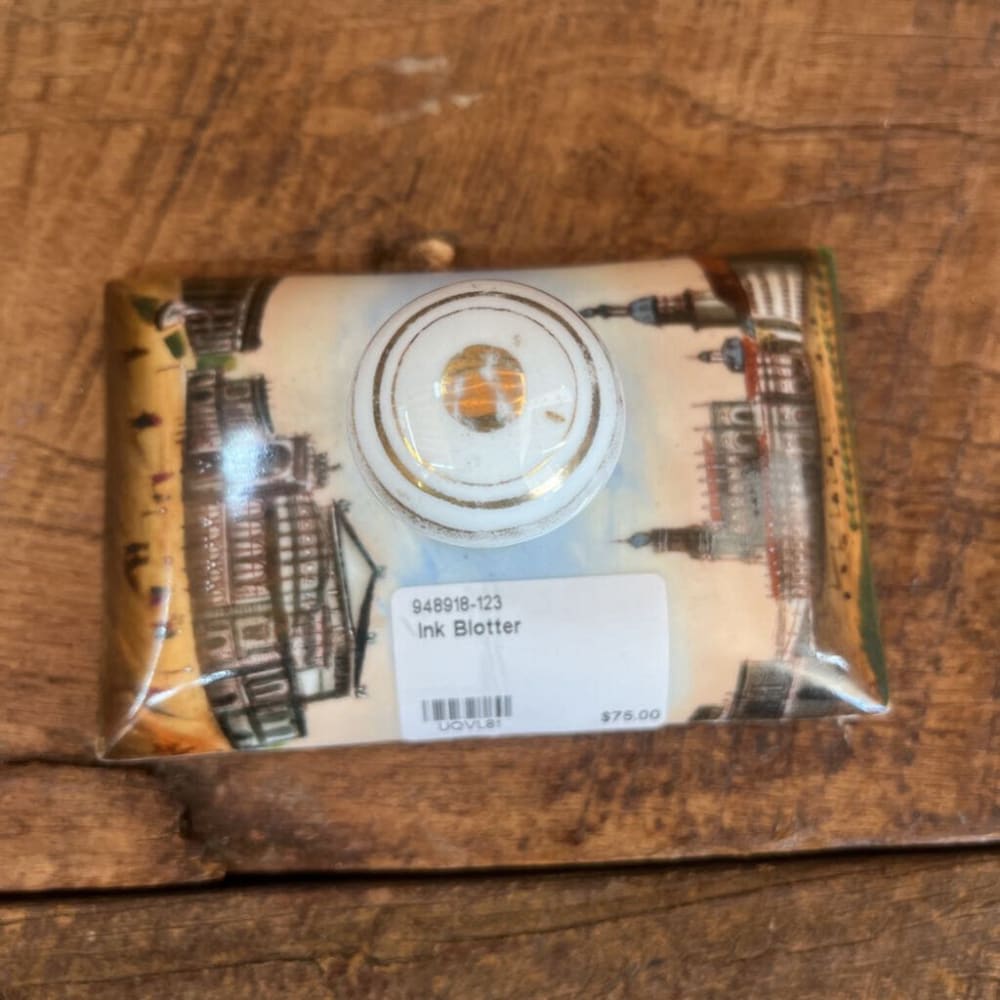 948918-123
Ink Blotter
UQVL81
$75.00